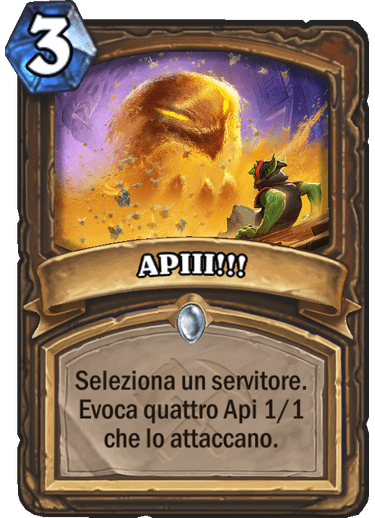 3
APIII!!!
Seleziona un servitore.
Evoca quattro Api 1/1
che lo attaccano.